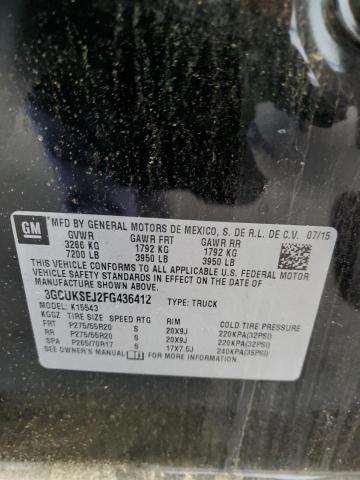 GM
MFD BY GENERAL MOTORS DE MEXICO, S. DE R.L. DE C.V. 07/15
GVWR GAWR FRT GAWR RR
3266 KG 1792 KG 1792 KG
7200 LB 3950 LB 3950 LB
THIS VEHICLE CONFORMS TO ALL APPLICABLE U.S. FEDERAL MOTOR
VEHICLE SAFETY STANDARDS IN EFFECT ON THE DATE OF
MANUFACTURE SHOWN ABOVE.
3GCUKSEJ2FG436412 TYPE: TRUCK
MODEL: K15543
KGGZ TIRE SIZE SPEED RTG RIM COLD TIRE PRESSURE
FRT P275/55R20 S 20X9J 220KPA(32PSI)
RR P275/55R20 S 20X9J 220KPA(32PSI)
SPA P265/70R17 S 17X7.5J 240KPA(35PSI)
SEE OWNER'S MANUAL FOR MORE INFORMATION.